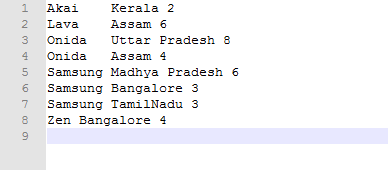 1 Akai    Kerala 2
2 Lava    Assam 6
3 Onida   Uttar Pradesh 8
4 Onida   Assam 4
5 Samsung Madhya Pradesh 6
6 Samsung Bangalore 3
7 Samsung TamilNadu 3
8 Zen Bangalore 4
9